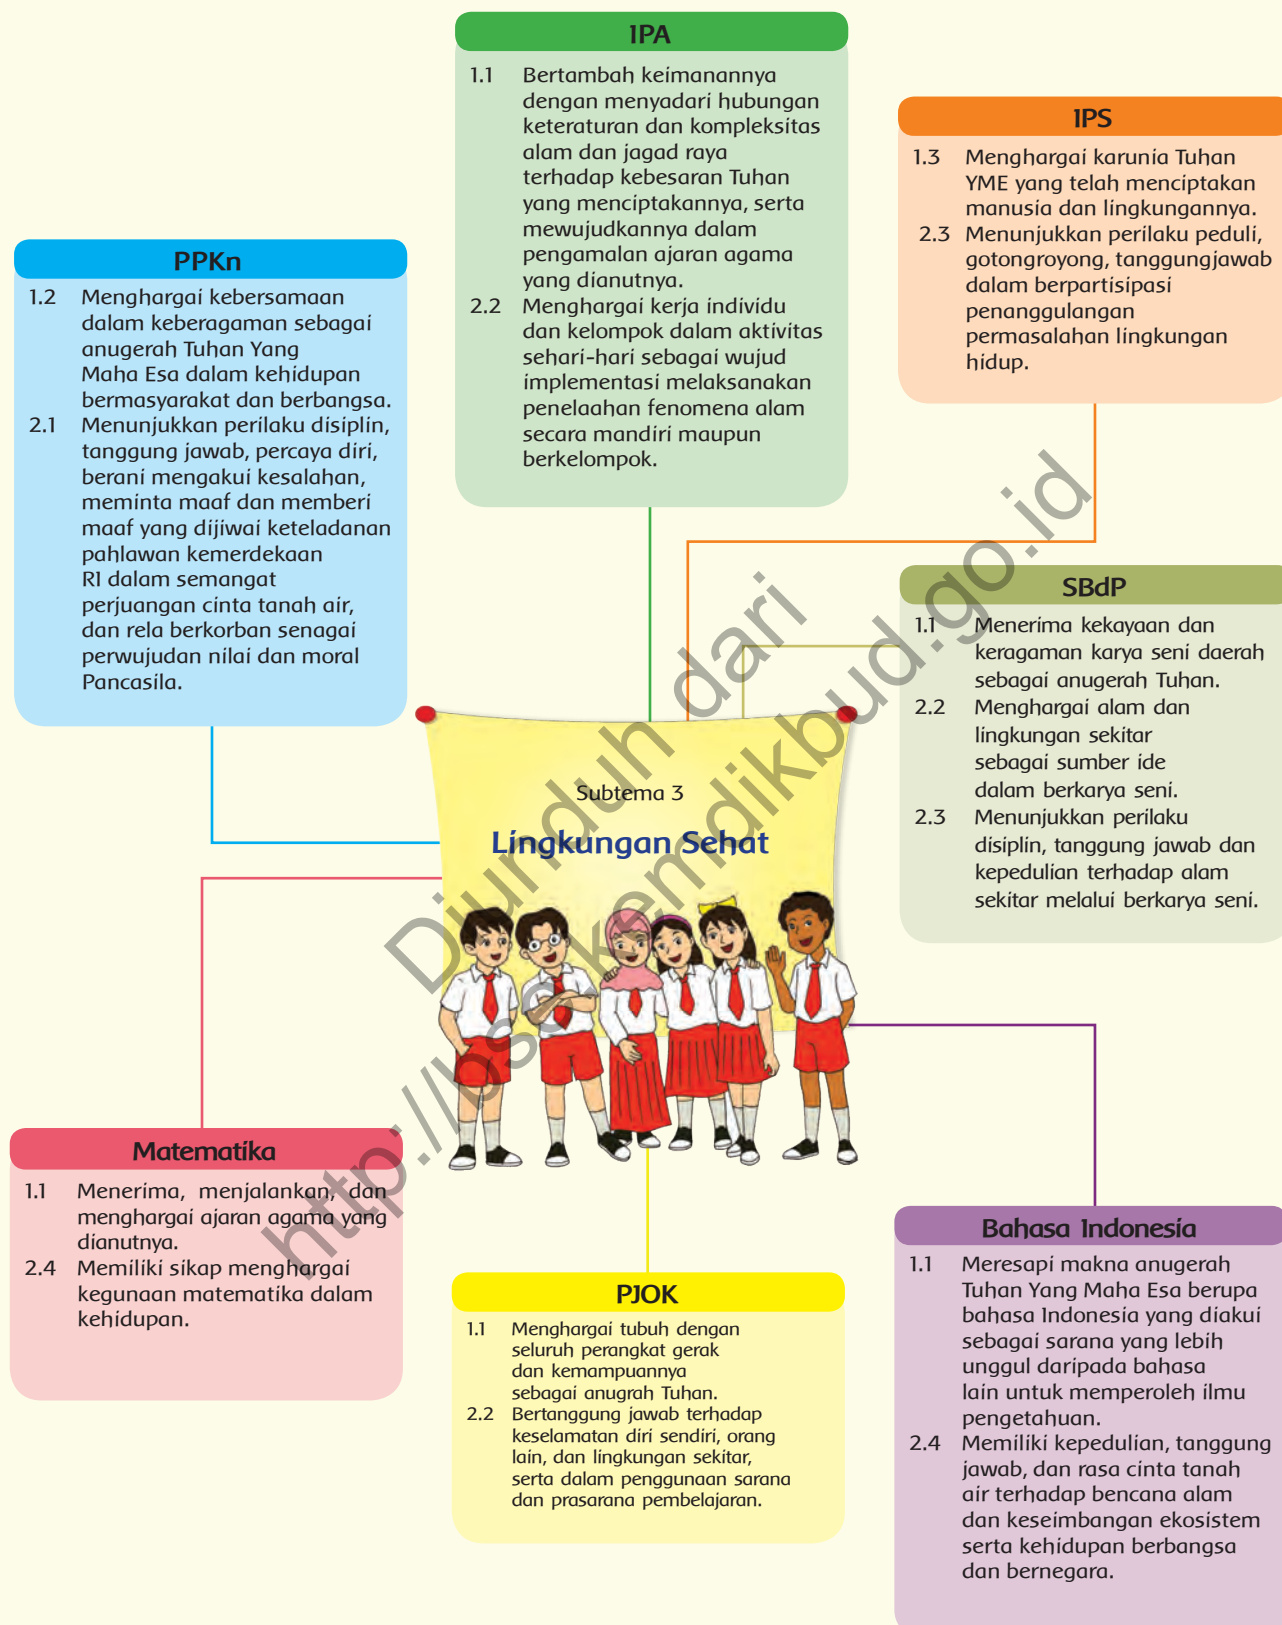 IPA
1.1 Bertambah keimanannya
dengan menyadari hubungan
keteraturan dan kompleksitas
alam dan jagad raya
terhadap kebesaran Tuhan
yang menciptakannya, serta
mewujudkannya dalam
pengamalan ajaran agama
yang dianutnya.
2.2 Menghargai kerja individu
dan kelompok dalam aktivitas
sehari-hari sebagai wujud
implementasi melaksanakan
penelaahan fenomena alam
secara mandiri maupun
berkelompok.
IPS
1.3 Menghargai karunia Tuhan
YME yang telah menciptakan
manusia dan lingkungannya.
2.3 Menunjukkan perilaku peduli,
gotongroyong, tanggungjawab
dalam berpartisipasi
penanggulangan
permasalahan lingkungan
hidup.
PPKn
1.2 Menghargai kebersamaan
dalam keberagaman sebagai
anugerah Tuhan Yang
Maha Esa dalam kehidupan
bermasyarakat dan berbangsa.
2.1 Menunjukkan perilaku disiplin,
tanggung jawab, percaya diri,
berani mengakui kesalahan,
meminta maaf dan memberi
maaf yang dijiwai keteladanan
pahlawan kemerdekaan
RI dalam semangat
perjuangan cinta tanah air,
dan rela berkorban senagai
perwujudan nilai dan moral
Pancasila.
SBdP
1.1 Menerima kekayaan dan
keragaman karya seni daerah
sebagai anugerah Tuhan.
2.2 Menghargai alam dan
lingkungan sekitar
sebagai sumber ide
dalam berkarya seni.
2.3 Menunjukkan perilaku
disiplin, tanggung jawab dan
kepedulian terhadap alam
sekitar melalui berkarya seni.
Subtema 3
Lingkungan Sehat
Matematika
1.1 Menerima, menjalankan, dan
menghargai ajaran agama yang
dianutnya.
2.4 Memiliki sikap menghargai
kegunaan matematika dalam
kehidupan.
PJOK
1.1 Menghargai tubuh dengan
seluruh perangkat gerak
dan kemampuannya
sebagai anugrah Tuhan.
2.2 Bertanggung jawab terhadap
keselamatan diri sendiri, orang
lain, dan lingkungan sekitar,
serta dalam penggunaan sarana
dan prasarana pembelajaran.
Bahasa Indonesia
1.1 Meresapi makna anugerah
Tuhan Yang Maha Esa berupa
bahasa Indonesia yang diakui
sebagai sarana yang lebih
unggul daripada bahasa
lain untuk memperoleh ilmu
pengetahuan.
2.4 Memiliki kepedulian, tanggung
jawab, dan rasa cinta tanah
air terhadap bencana alam
dan keseimbangan ekosistem
serta kehidupan berbangsa
dan bernegara.
Diunduh dari
http://bse.kemdikbud.go.id